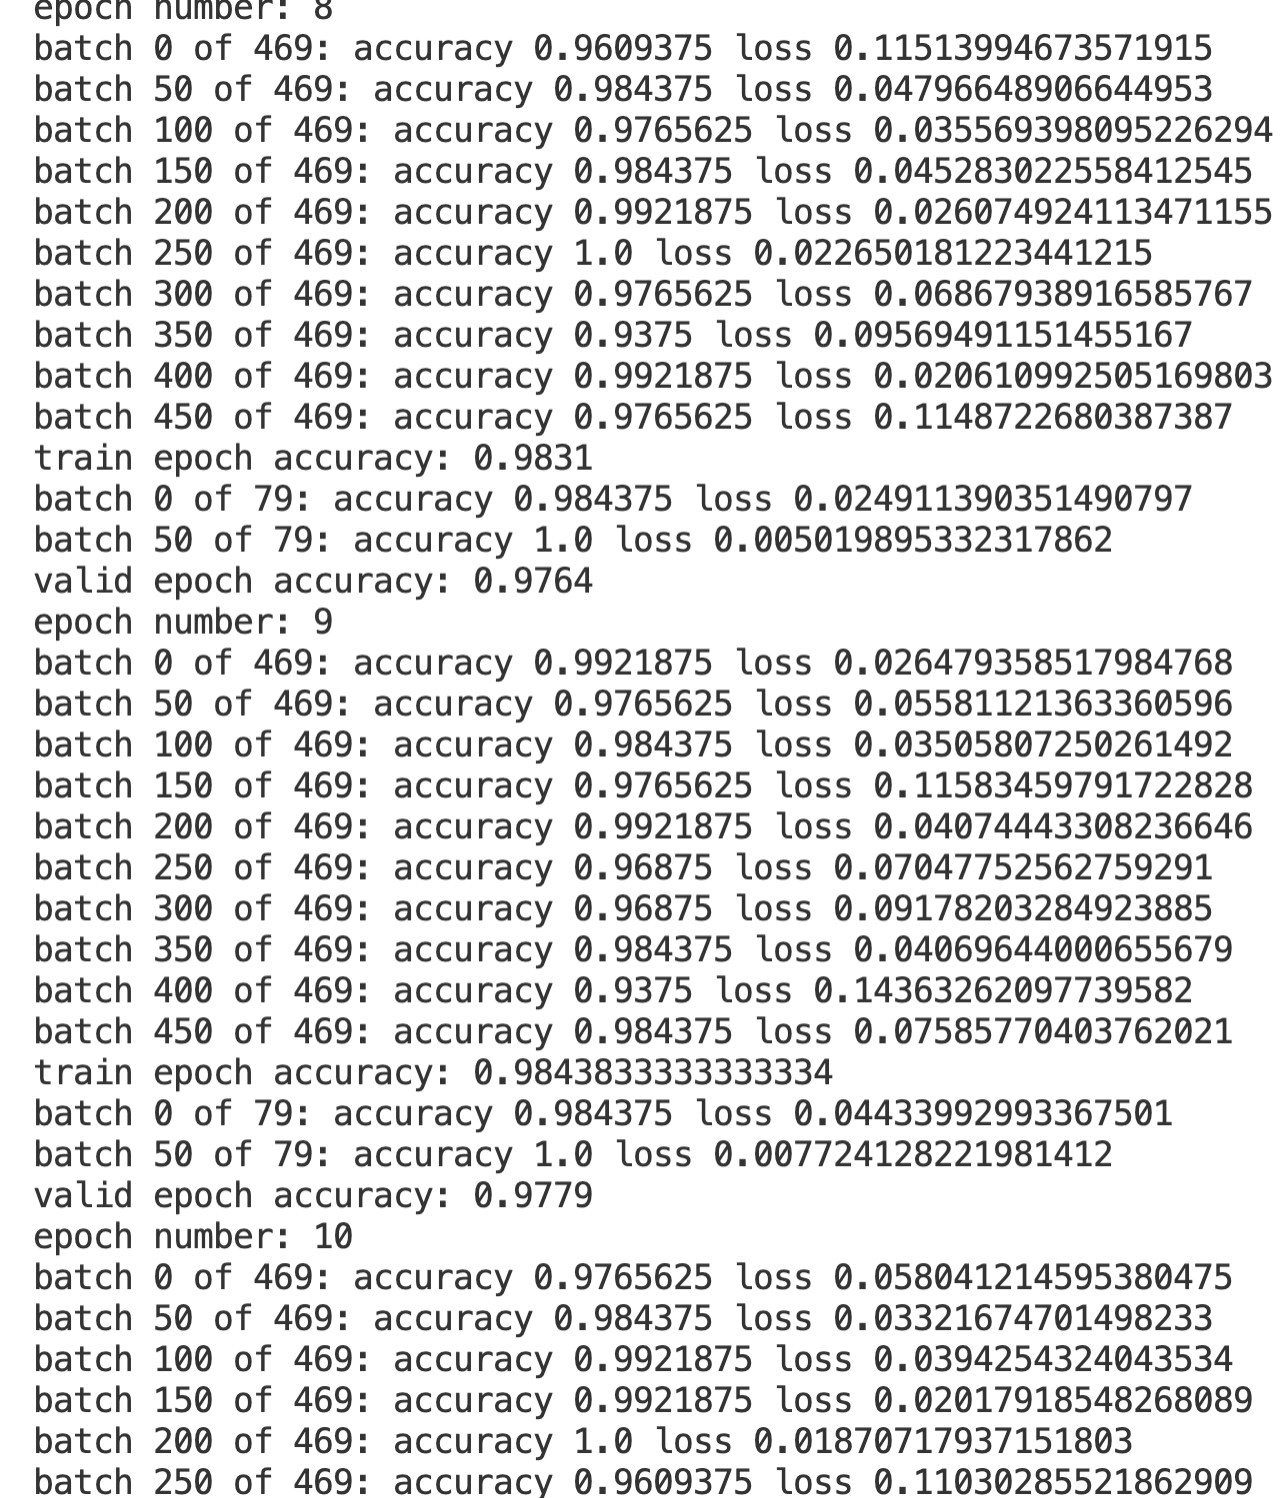 epoch number: 8
batch 0 of 469: accuracy 0.9609375 loss 0.11513994673571915
batch 50 of 469: accuracy 0.984375 loss 0.04796648906644953
batch 100 of 469: accuracy 0.9765625 loss 0.035569398095226294
batch 150 of 469: accuracy 0.984375 loss 0.045283022558412545
batch 200 of 469: accuracy 0.9921875 loss 0.026074924113471155
batch 250 of 469: accuracy 1.0 loss 0.022650181223441215
batch 300 of 469: accuracy 0.9765625 loss 0.06867938916585767
batch 350 of 469: accuracy 0.9375 loss 0.09569491151455167
batch 400 of 469: accuracy 0.9921875 loss 0.020610992505169803
batch 450 of 469: accuracy 0.9765625 loss 0.1148722680387387
train epoch accuracy: 0.9831
batch 0 of 79: accuracy 0.984375 loss 0.024911390351490797
batch 50 of 79: accuracy 1.0 loss 0.005019895332317862
valid epoch accuracy: 0.9764
epoch number: 9
batch 0 of 469: accuracy 0.9921875 loss 0.026479358517984768
batch 50 of 469: accuracy 0.9765625 loss 0.05581121363360596
batch 100 of 469: accuracy 0.984375 loss 0.03505807250261492
batch 150 of 469: accuracy 0.9765625 loss 0.11583459791722828
batch 200 of 469: accuracy 0.9921875 loss 0.04074443308236646
batch 250 of 469: accuracy 0.96875 loss 0.07047752562759291
batch 300 of 469: accuracy 0.96875 loss 0.09178203284923885
batch 350 of 469: accuracy 0.984375 loss 0.04069644000655679
batch 400 of 469: accuracy 0.9375 loss 0.14363262097739582
batch 450 of 469: accuracy 0.984375 loss 0.07585770403762021
train epoch accuracy: 0.9843833333333334
batch 0 of 79: accuracy 0.984375 loss 0.04433992993367501
batch 50 of 79: accuracy 1.0 loss 0.007724128221981412
valid epoch accuracy: 0.9779
epoch number: 10
batch 0 of 469: accuracy 0.9765625 loss 0.058041214595380475
batch 50 of 469: accuracy 0.984375 loss 0.03321674701498233
batch 100 of 469: accuracy 0.9921875 loss 0.0394254324043534
batch 150 of 469: accuracy 0.9921875 loss 0.02017918548268089
batch 200 of 469: accuracy 1.0 loss 0.01870717937151803
batch 250 of 469: accuracy 0.9609375 loss 0.11030285521862909